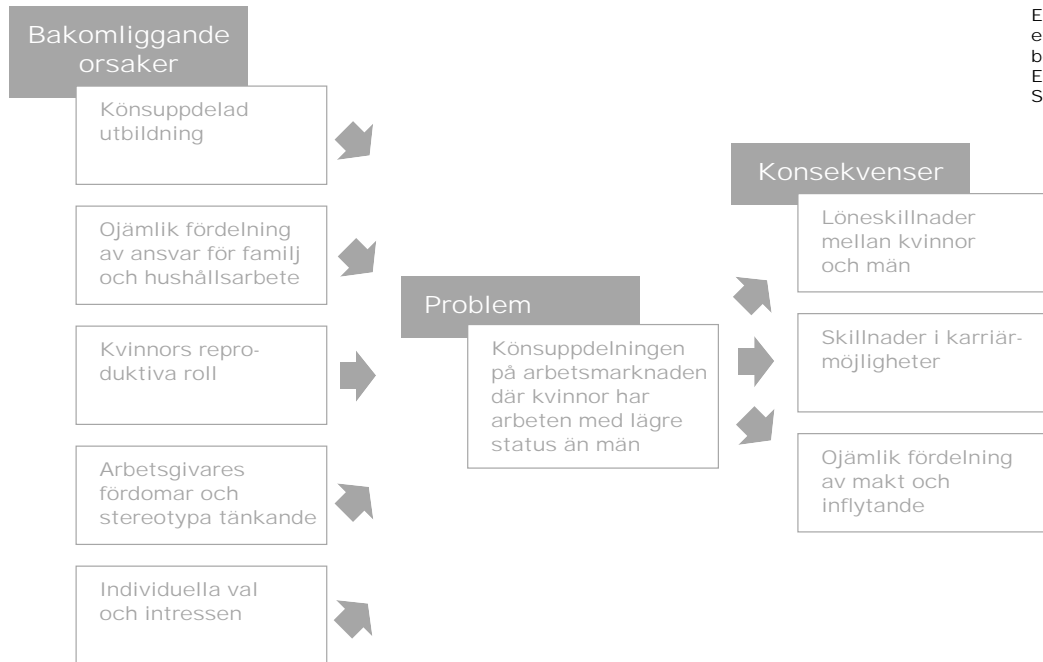 Bakomliggande
orsaker
Könsuppdelad
utbildning
Ojämlik fördelning
av ansvar för familj
och hushållsarbete
Kvinnors repro-
duktiva roll
Arbetsgivares
fördomar och
stereotypa tänkande
Individuella val
och intressen
Problem
Könsuppdelningen
på arbetsmarknaden
där kvinnor har
arbeten med lägre
status än män
Konsekvenser
Löneskillnader
mellan kvinnor
och män
Skillnader i karriär-
möjligheter
Ojämlik fördelning
av makt och
inflytande
E
e
b
E
S